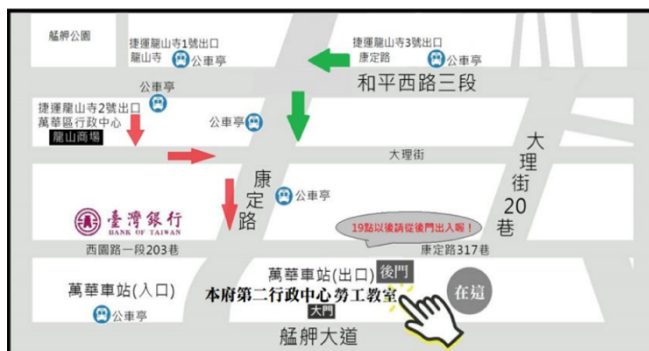 艋舺公園
捷運龍山寺1號出口
龍山寺
公車亭
捷運龍山寺3號出口
康定路
公車亭
和平西路三段
公車亭
捷運龍山寺2號出口
萬華區行政中心
龍山商場
公車亭
大理街
大理街20巷
康定路
公車亭
臺灣銀行
BANK OF TAIWAN
19點以後請從後門出入喔！
西園路一段203巷
康定路317巷
萬華車站(入口)
公車亭
萬華車站(出口)
後門
本府第二行政中心勞工教室
在這
大門
艋舺大道